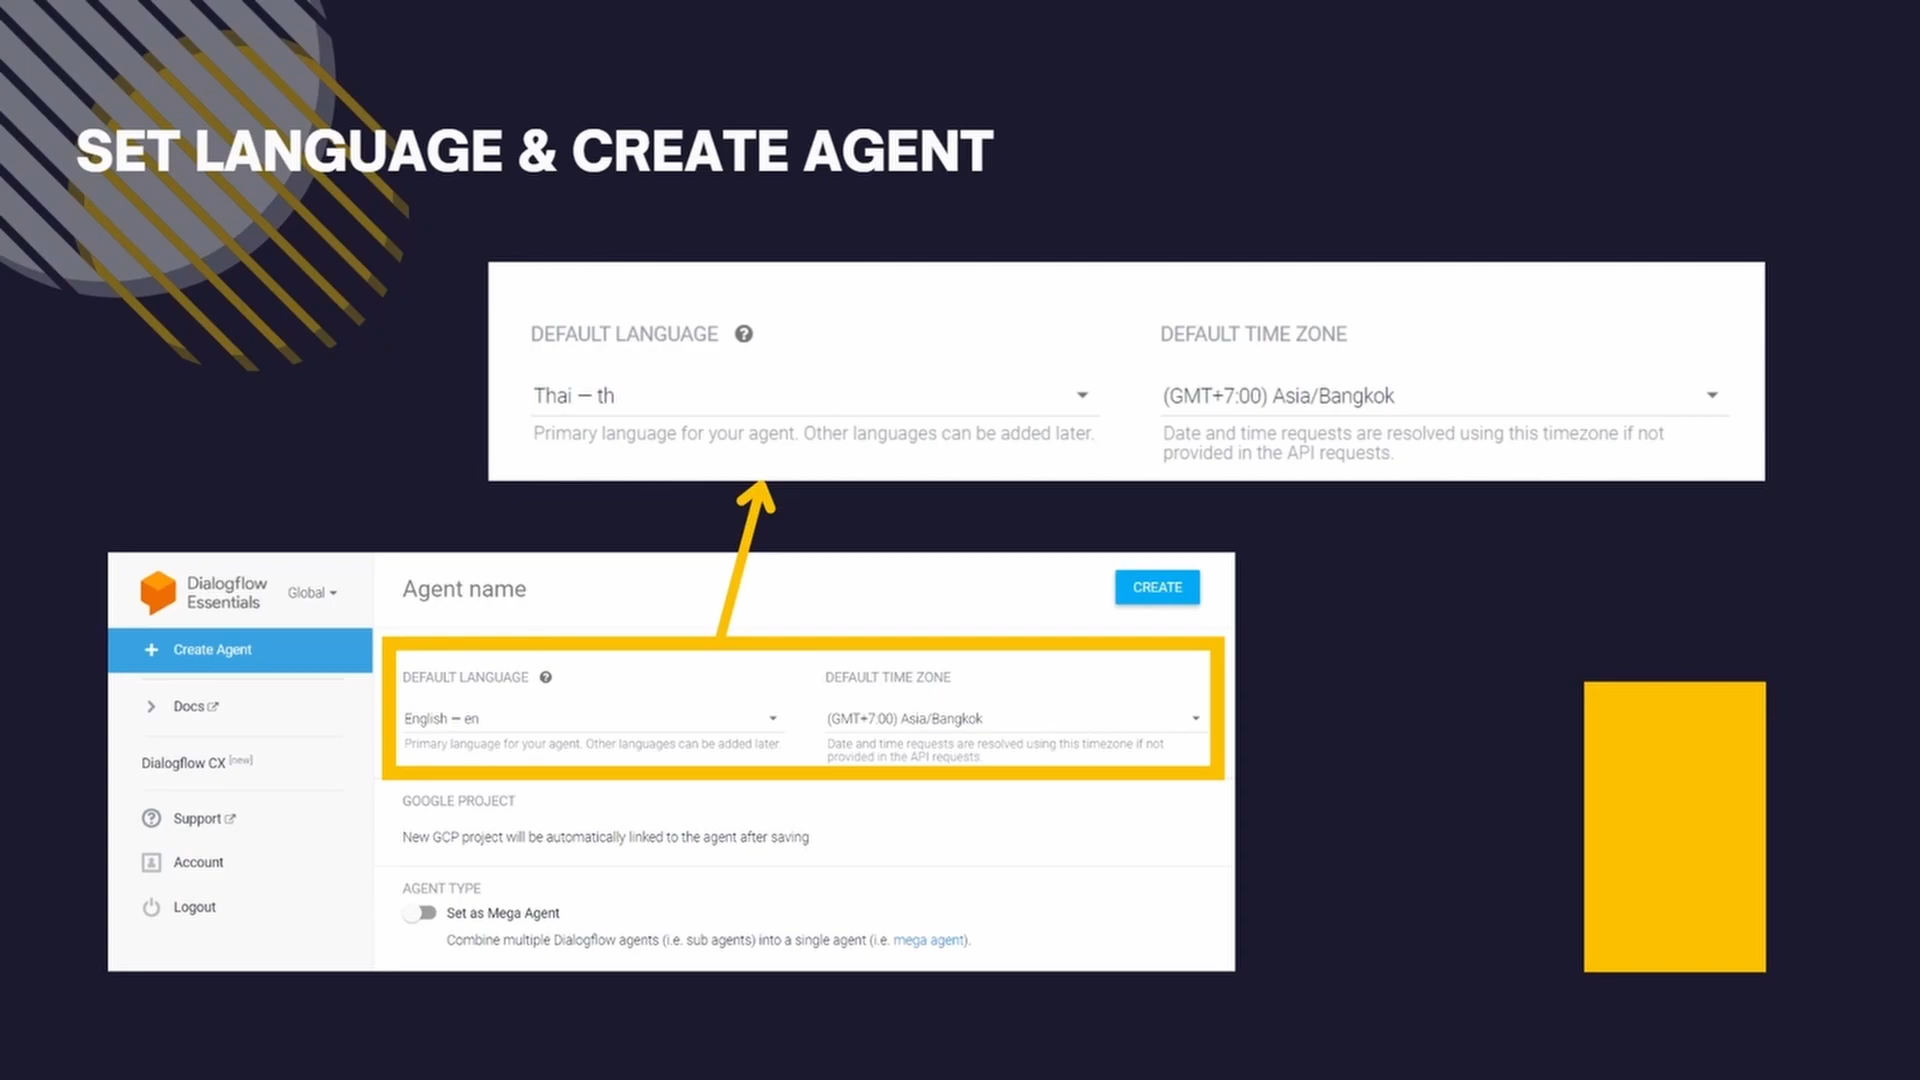 SET LANGUAGE & CREATE AGENT
DEFAULT LANGUAGE ?
DEFAULT TIME ZONE
Thai — th
(GMT+7:00) Asia/Bangkok
Primary language for your agent. Other languages can be added later.
Date and time requests are resolved using this timezone if not
provided in the API requests.
Dialogflow
Essentials
Global
Agent name
CREATE
+ Create Agent
Docs
Dialogflow CX [new]
Support
Account
Logout
DEFAULT LANGUAGE ?
DEFAULT TIME ZONE
English — en
(GMT+7:00) Asia/Bangkok
Primary language for your agent. Other languages can be added later.
Date and time requests are resolved using this timezone if not
provided in the API requests.
GOOGLE PROJECT
New GCP project will be automatically linked to the agent after saving
AGENT TYPE
Set as Mega Agent
Combine multiple Dialogflow agents (i.e. sub agents) into a single agent (i.e. mega agent).